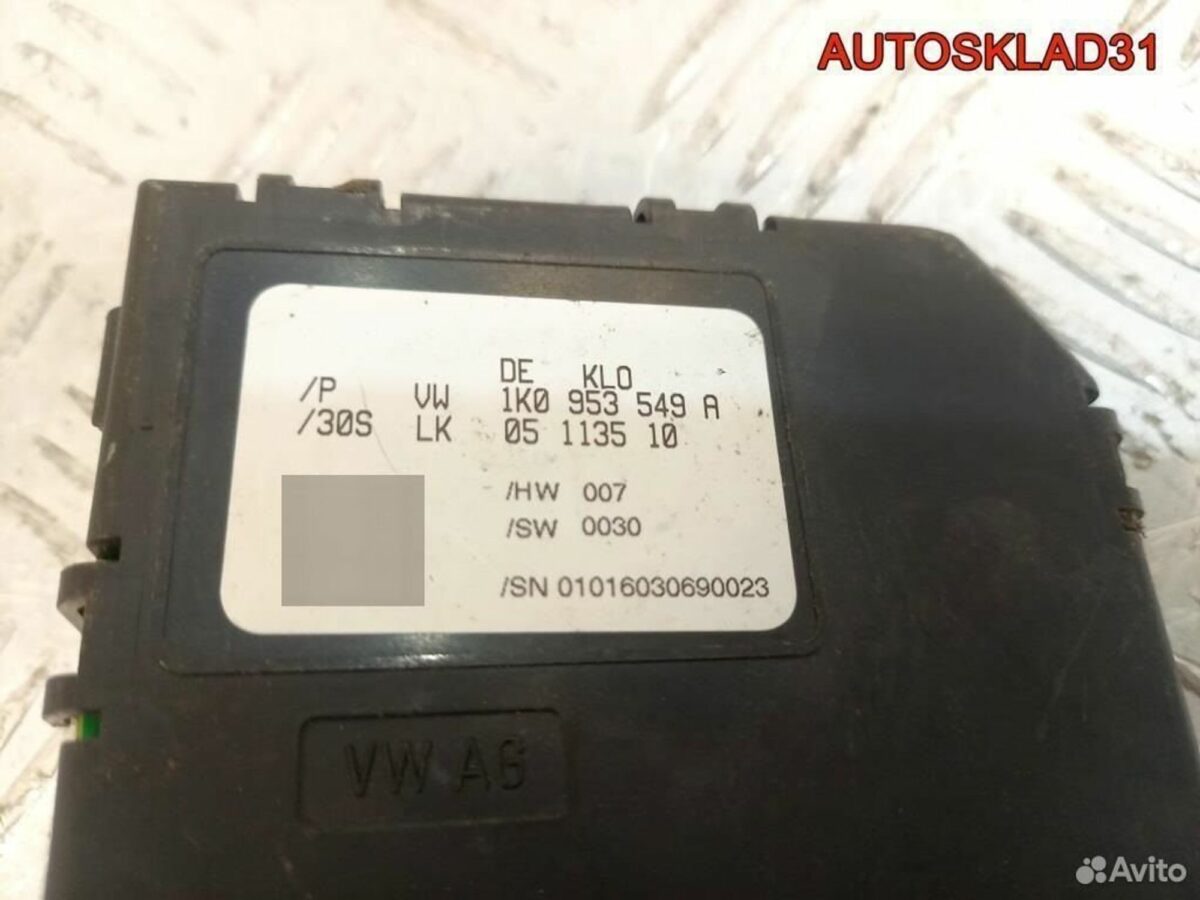 AUTOSKLAD31
DE KLO
/P VW 1K0 953 549 A
/30S LK 05 1135 10
/HW 007
/SW 0030
/SN 01016030690023
VW AG
Avito